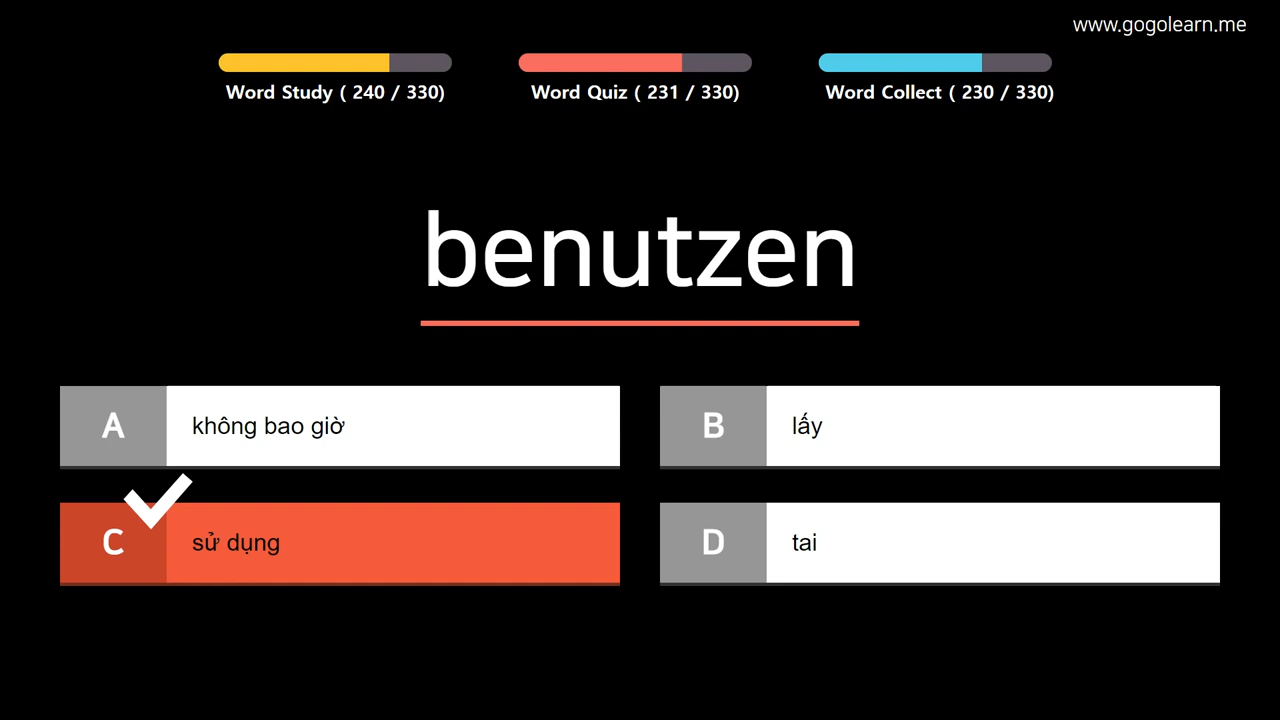 www.gogolearn.me
Word Study ( 240 / 330)
Word Quiz ( 231 / 330)
Word Collect ( 230 / 330)
benutzen
A không bao giờ
B lấy
C sử dụng
D tai